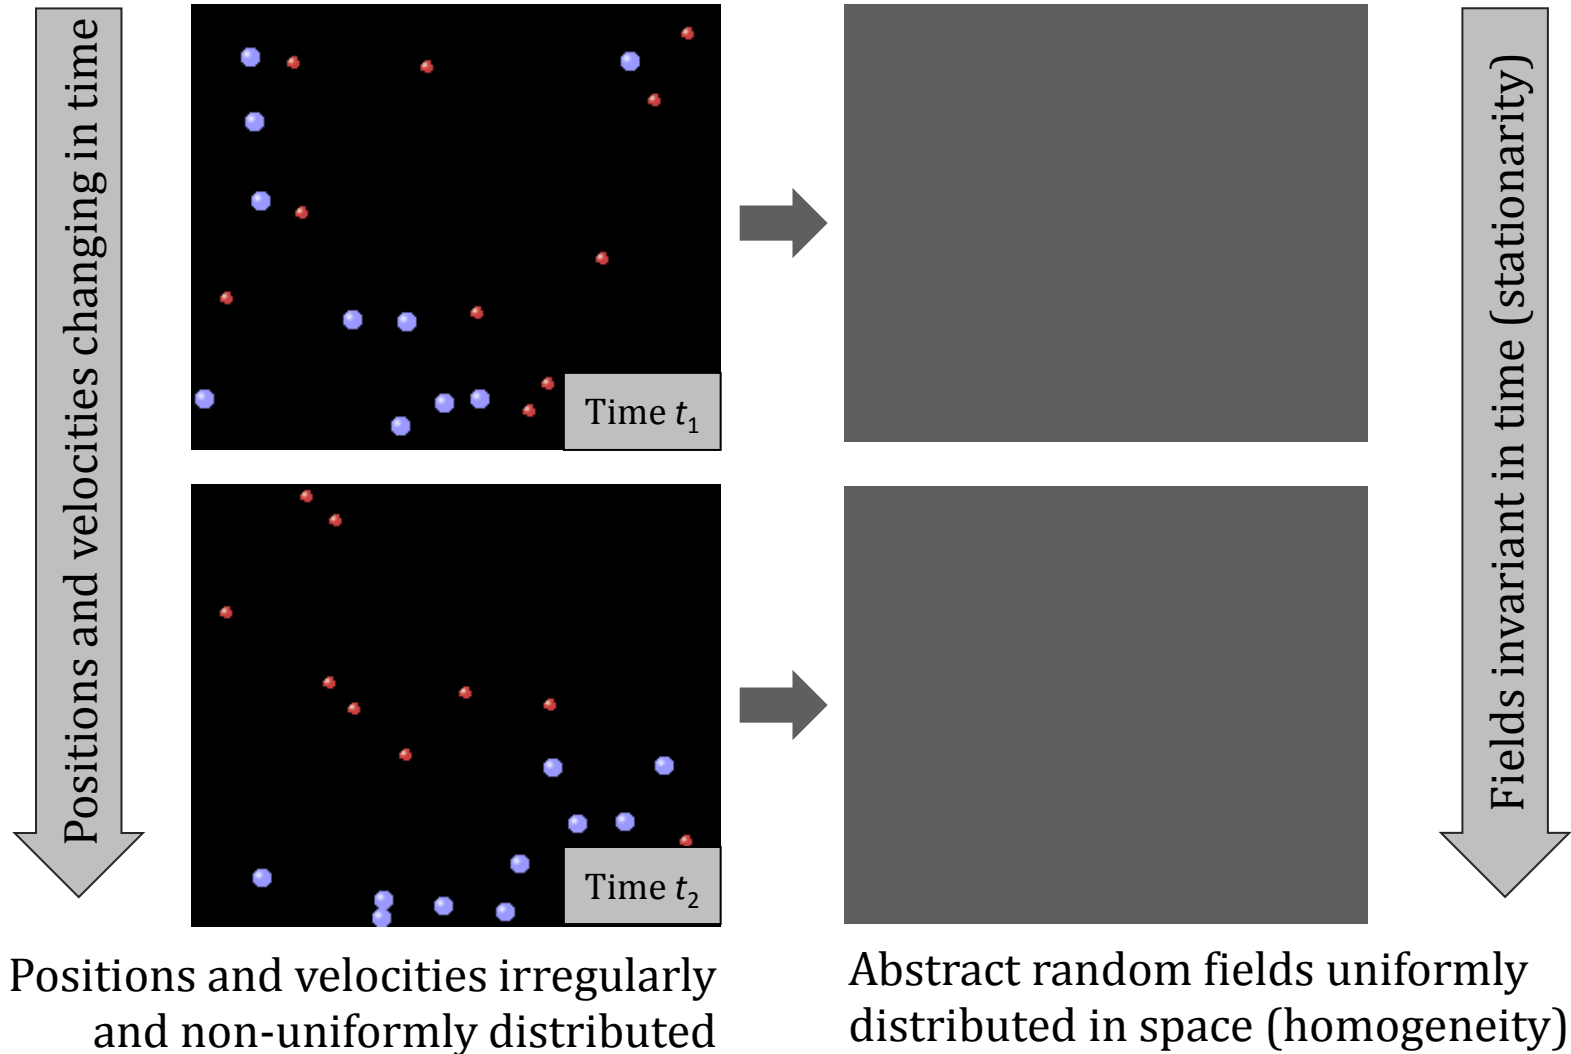 Positions and velocities changing in time
Time t₁
Time t₂
Fields invariant in time (stationarity)
Positions and velocities irregularly
and non-uniformly distributed
Abstract random fields uniformly
distributed in space (homogeneity)